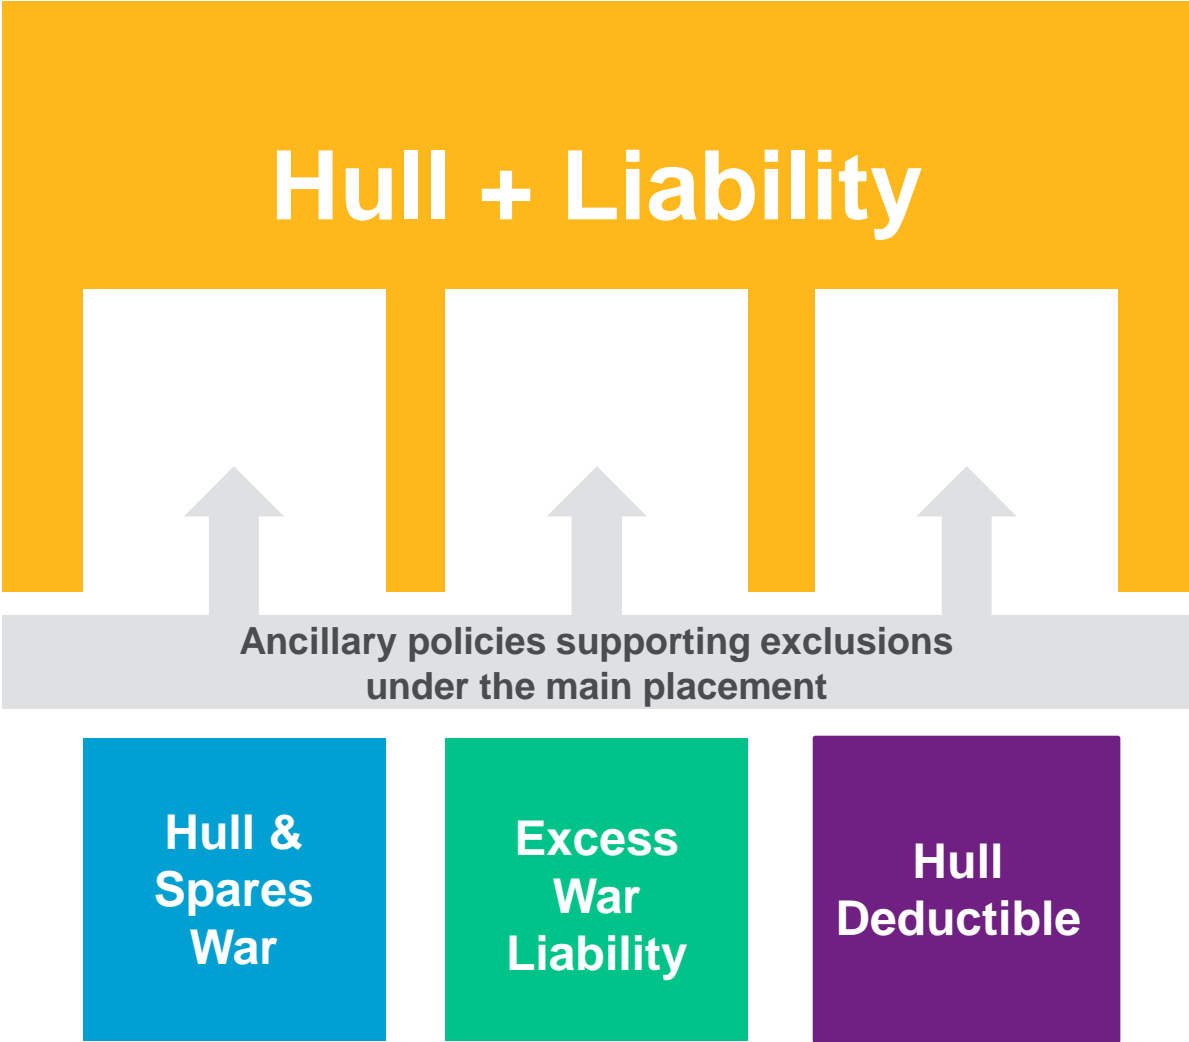 Hull + Liability
Ancillary policies supporting exclusions
under the main placement
Hull &
Spares
War
Excess
War
Liability
Hull
Deductible